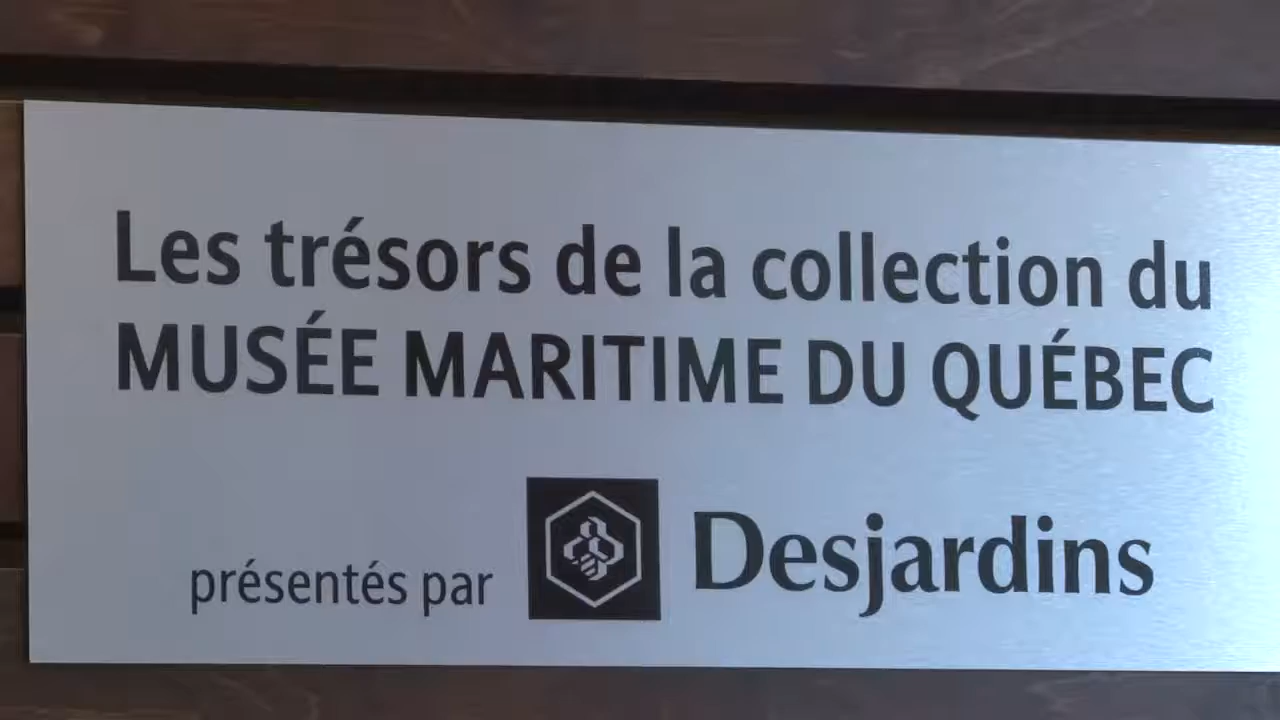 Les trésors de la collection du
MUSÉE MARITIME DU QUÉBEC
présentés par Desjardins